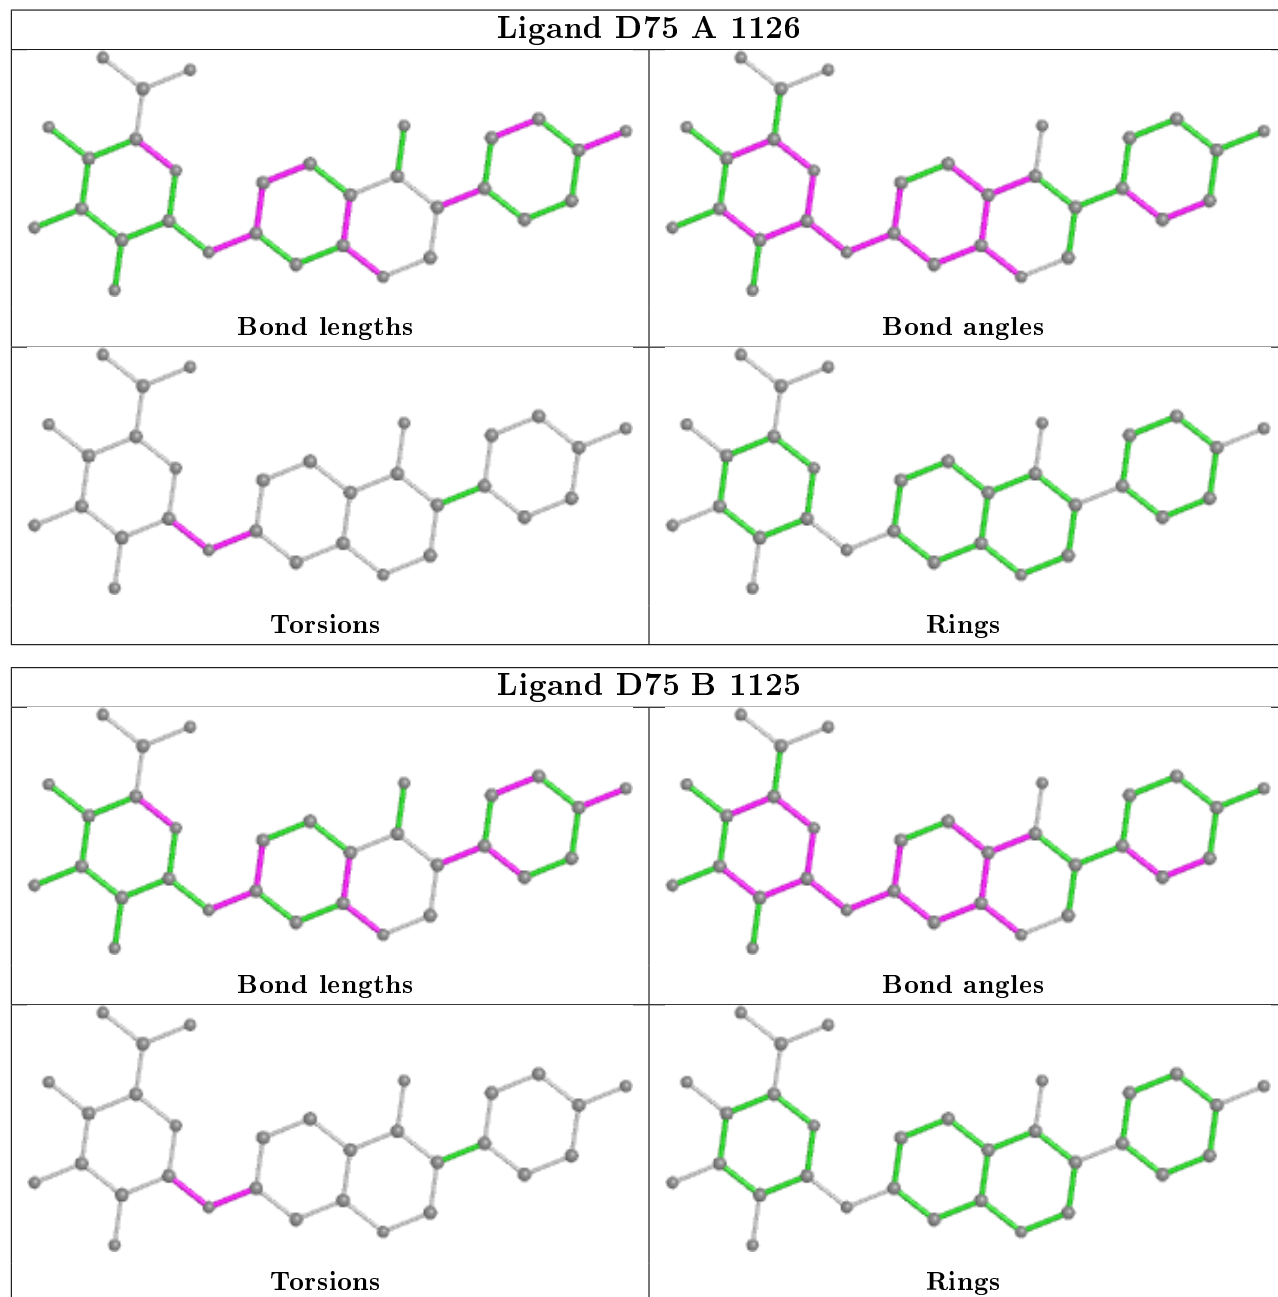 Ligand D75 A 1126
Bond lengths
Bond angles
Torsions
Rings
Ligand D75 B 1125
Bond lengths
Bond angles
Torsions
Rings